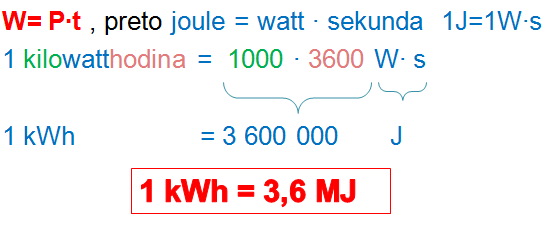 W= P·t , preto joule = watt · sekunda 1J=1W·s
1 kilowatthodina = 1000 · 3600 W· s
1 kWh = 3 600 000 J
1 kWh = 3,6 MJ